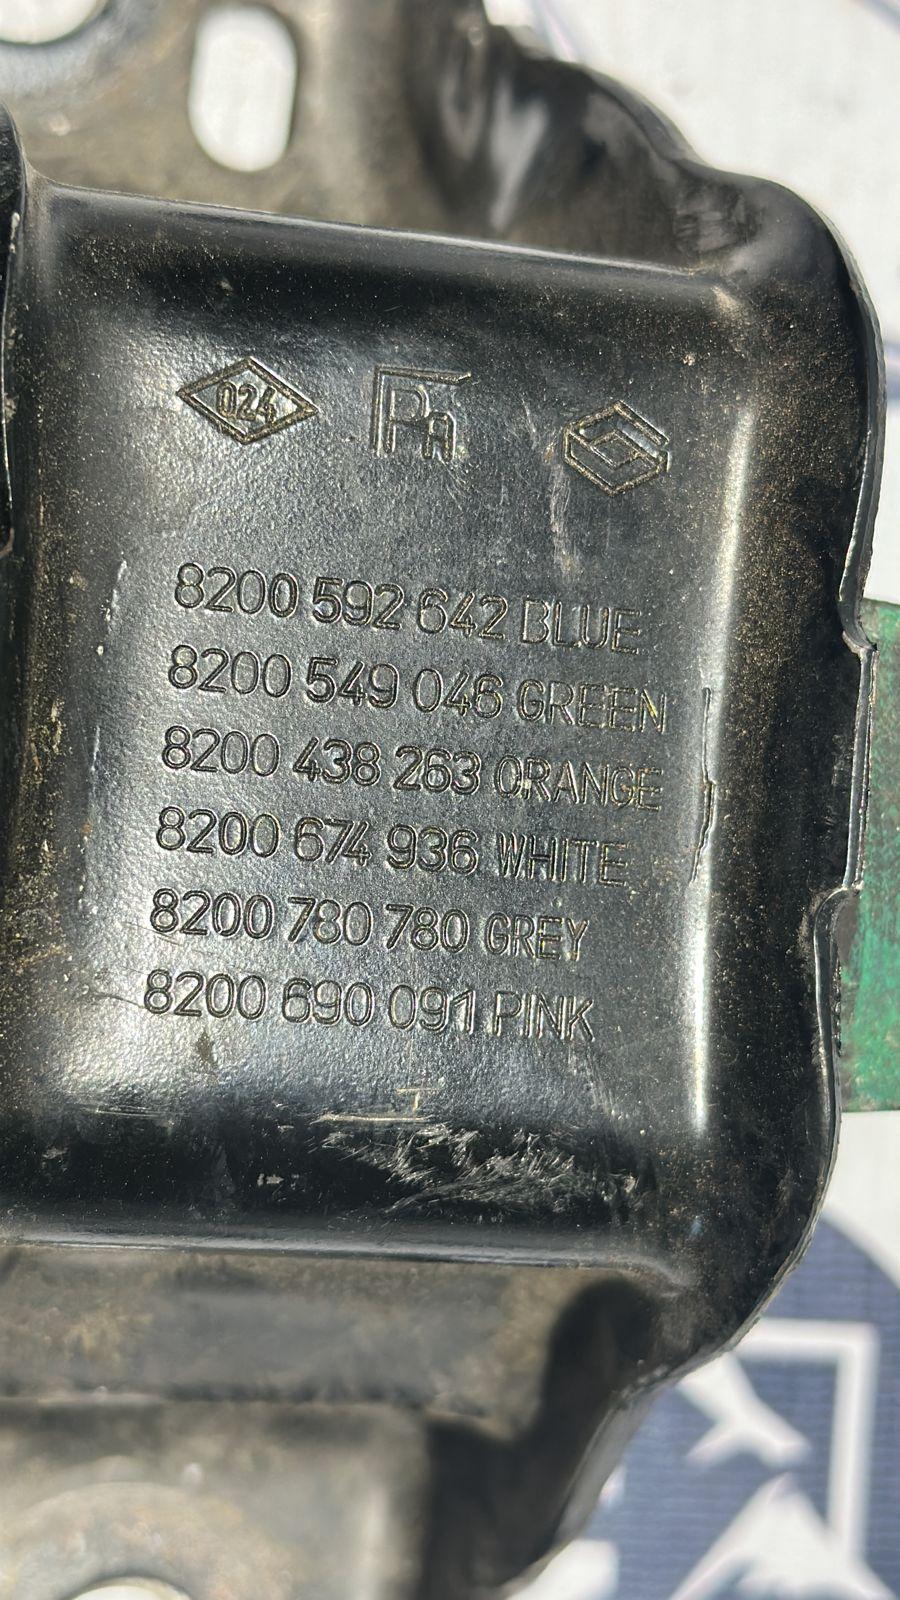 024 FPA
8200 592 642 BLUE
8200 549 046 GREEN
8200 438 263 ORANGE
8200 674 936 WHITE
8200 780 780 GREY
8200 690 091 PINK